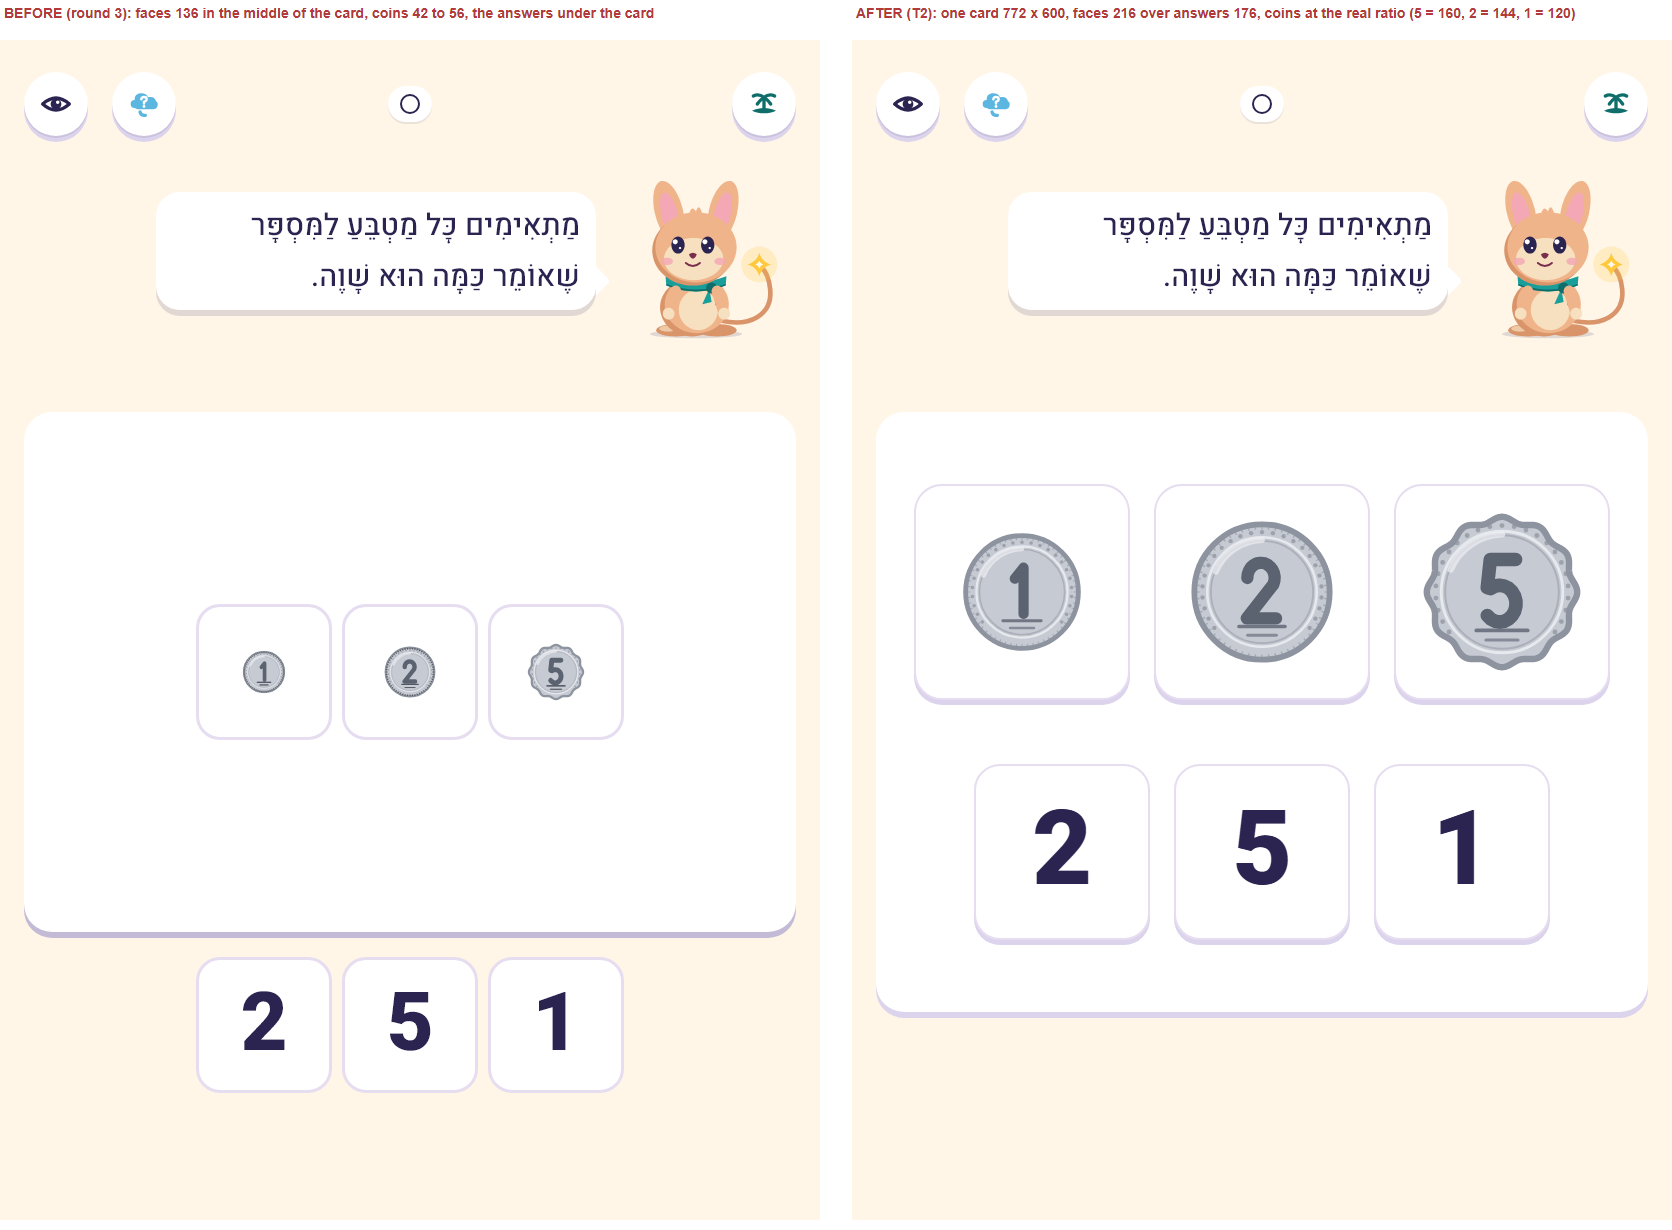 BEFORE (round 3): faces 136 in the middle of the card, coins 42 to 56, the answers under the card
?
מַתְאִימִים כׇּל מַטְבֵּעַ לַמִּסְפָּר
שֶׁאוֹמֵר כַּמָּה הוּא שָׁוֶה.
1 2 5
2 5 1
AFTER (T2): one card 772 x 600, faces 216 over answers 176, coins at the real ratio (5 = 160, 2 = 144, 1 = 120)
?
מַתְאִימִים כׇּל מַטְבֵּעַ לַמִּסְפָּר
שֶׁאוֹמֵר כַּמָּה הוּא שָׁוֶה.
1 2 5
2 5 1